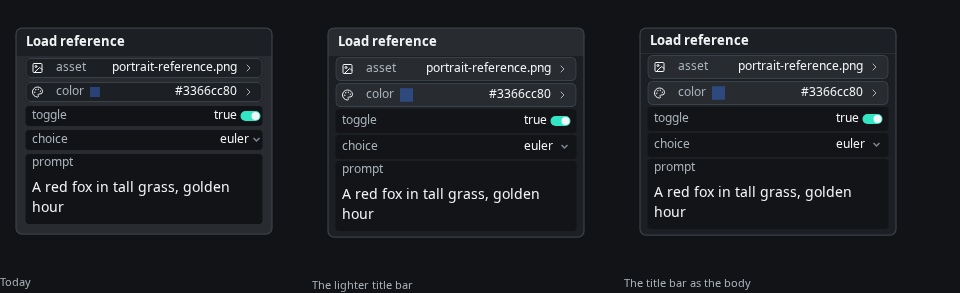 Load reference
asset portrait-reference.png
color #3366cc80
toggle true
choice euler
prompt
A red fox in tall grass, golden
hour
Today
Load reference
asset portrait-reference.png
color #3366cc80
toggle true
choice euler
prompt
A red fox in tall grass, golden
hour
The lighter title bar
Load reference
asset portrait-reference.png
color #3366cc80
toggle true
choice euler
prompt
A red fox in tall grass, golden
hour
The title bar as the body